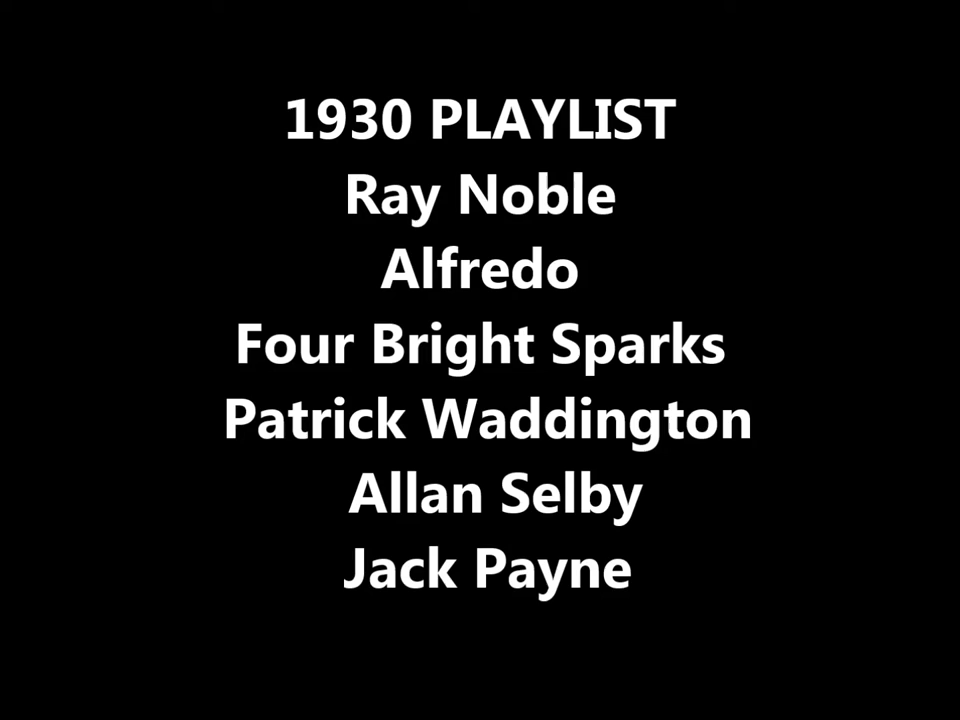 1930 PLAYLIST
Ray Noble
Alfredo
Four Bright Sparks
Patrick Waddington
Allan Selby
Jack Payne